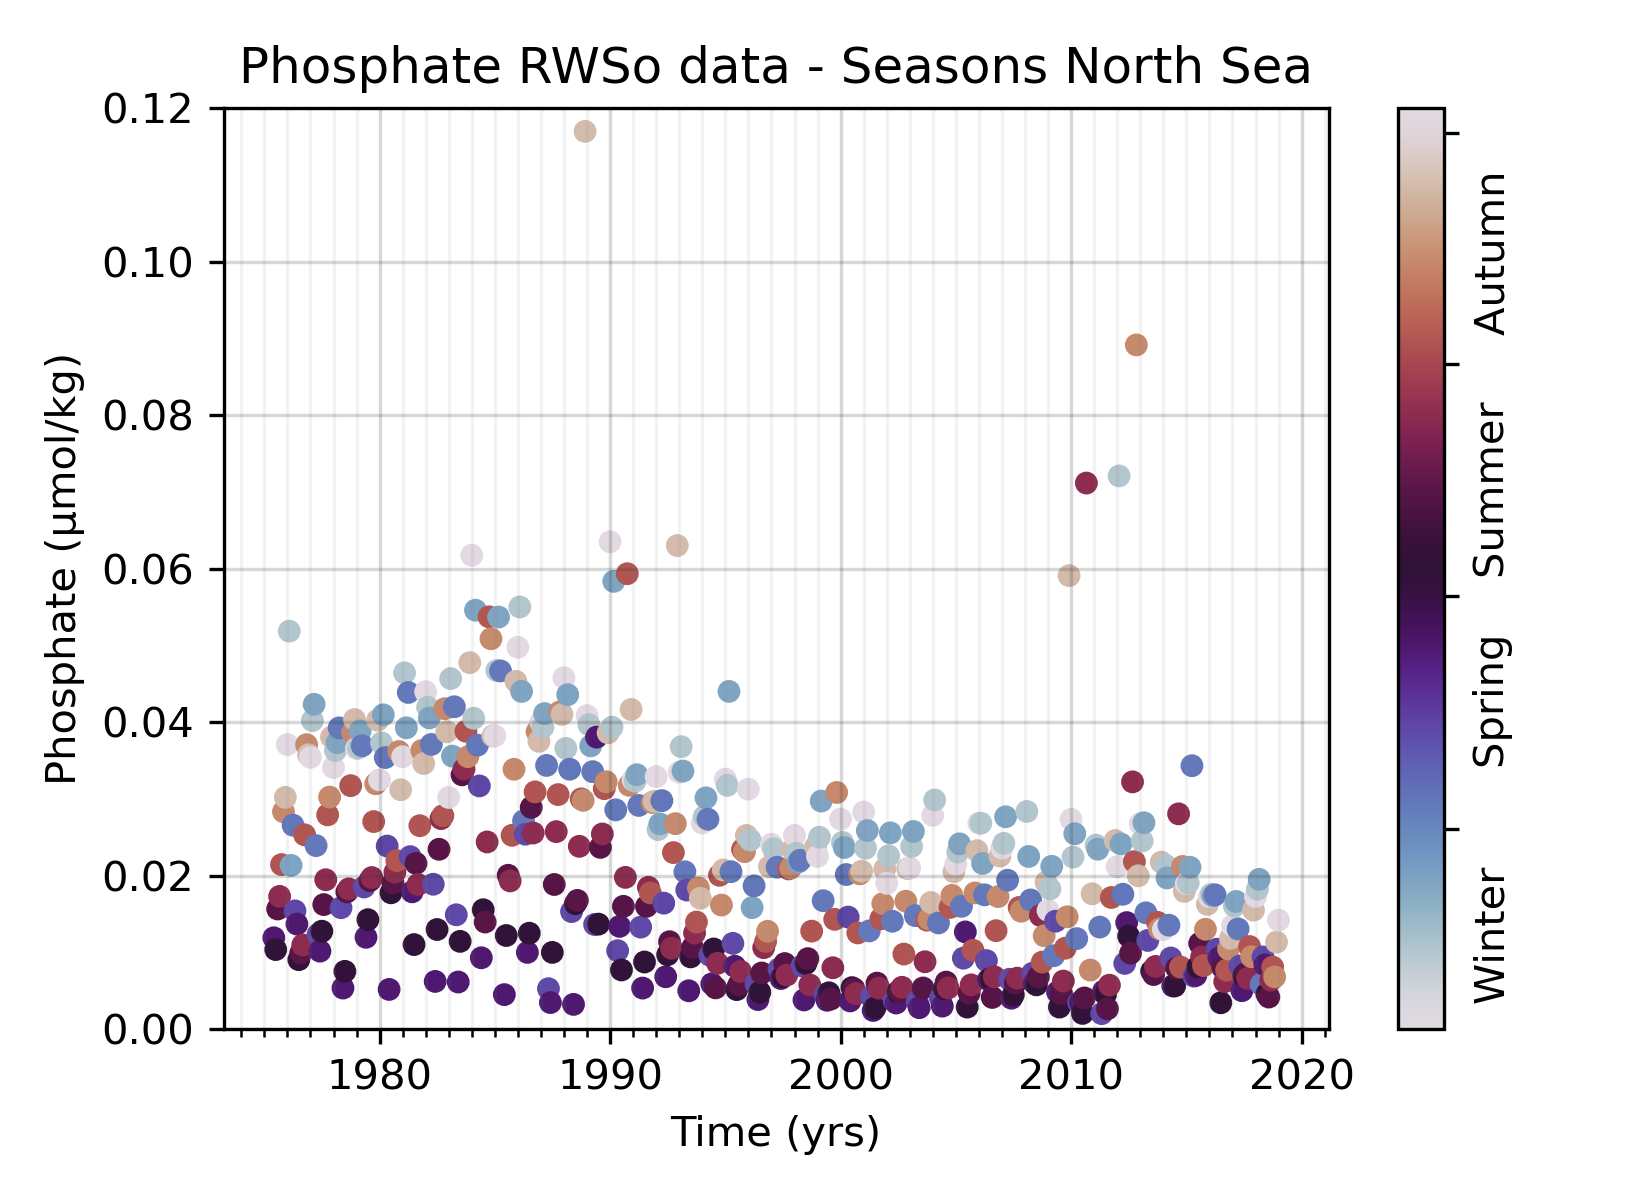 Phosphate RWSo data - Seasons North Sea
0.12
0.10
0.08
0.06
0.04
0.02
0.00
Phosphate (µmol/kg)
1980 1990 2000 2010 2020
Time (yrs)
Autumn
Summer
Spring
Winter